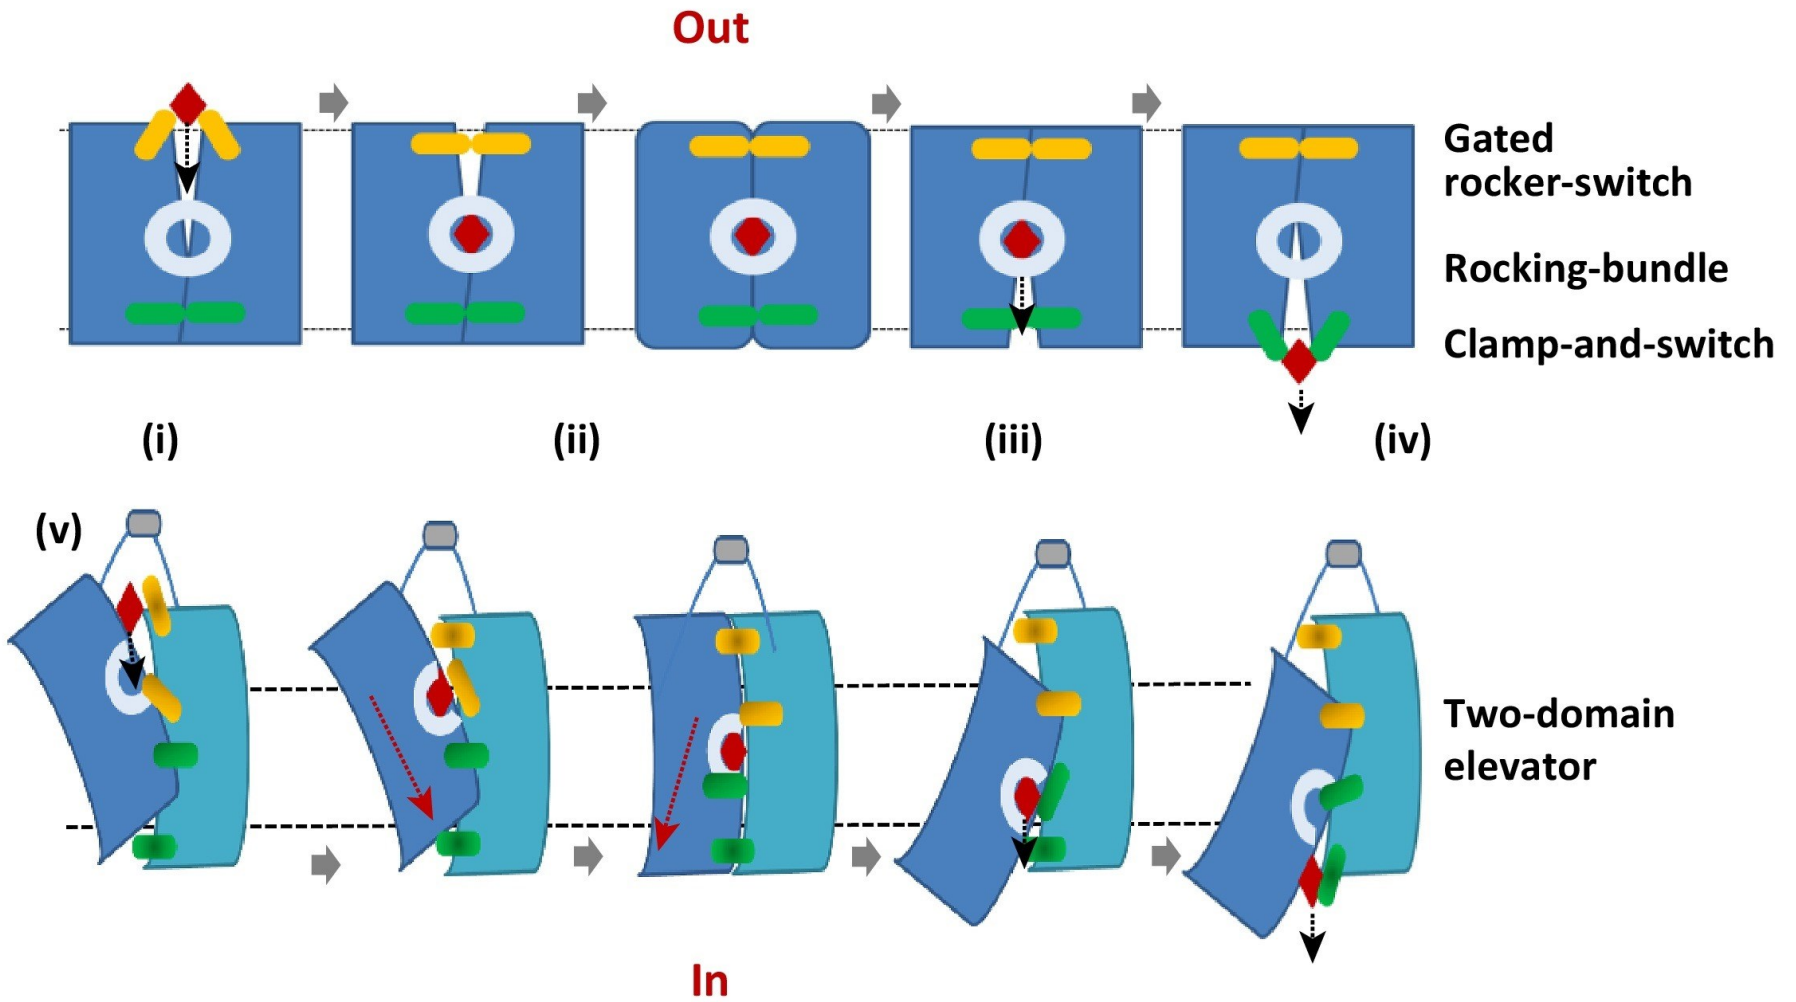 Out
Gated
rocker-switch
Rocking-bundle
Clamp-and-switch
(i)
(ii)
(iii)
(iv)
(v)
Two-domain
elevator
In